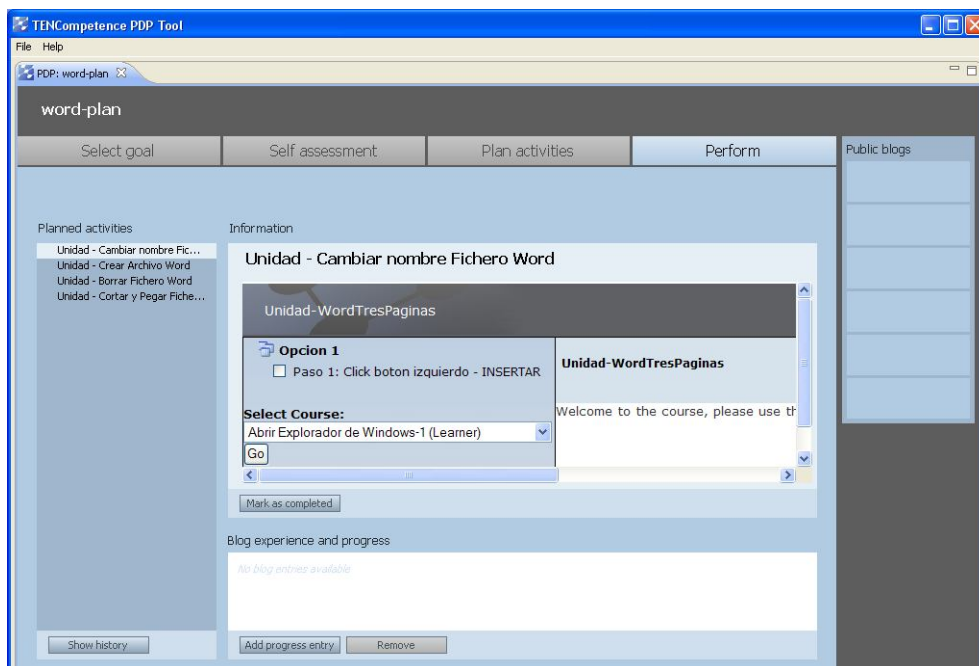 TENCompetence PDP Tool
File Help
PDP: word-plan
word-plan
Select goal
Self assessment
Plan activities
Perform
Public blogs
Planned activities
Unidad - Cambiar nombre Fic...
Unidad - Crear Archivo Word
Unidad - Borrar Fichero Word
Unidad - Cortar y Pegar Fiche...
Show history
Information
Unidad - Cambiar nombre Fichero Word
Unidad-WordTresPaginas
Opcion 1
Paso 1: Click boton izquierdo - INSERTAR
Select Course:
Abrir Explorador de Windows-1 (Learner)
Go
Unidad-WordTresPaginas
Welcome to the course, please use th
Mark as completed
Blog experience and progress
No blog entries available
Add progress entry
Remove